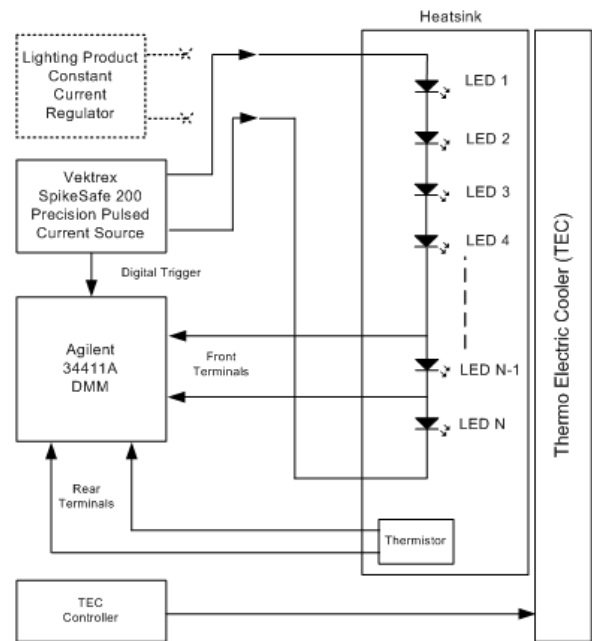 Heatsink
Lighting Product
Constant
Current
Regulator
LED 1
LED 2
LED 3
LED 4
Vektrex
SpikeSafe 200
Precision Pulsed
Current Source
Digital Trigger
Agilent
34411A
DMM
Front
Terminals
LED N-1
LED N
Rear
Terminals
Thermistor
TEC
Controller
Thermo Electric Cooler (TEC)